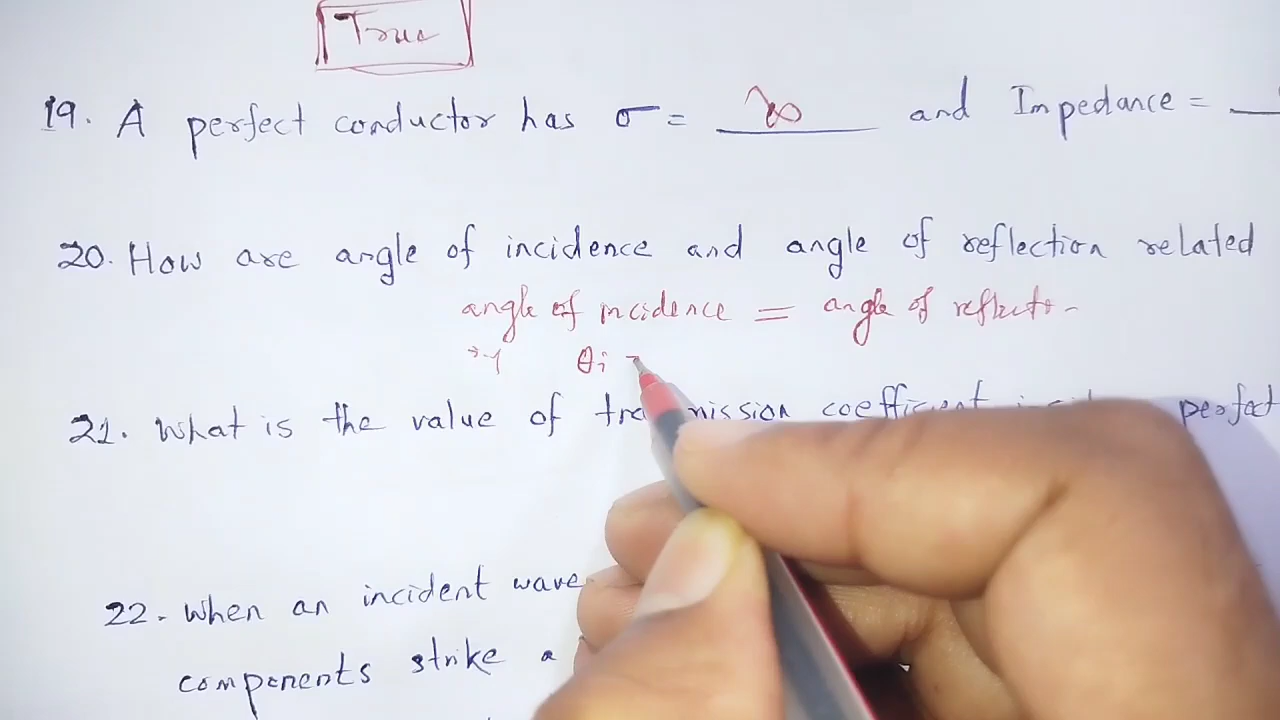 True
19. A perfect conductor has σ = ∞ and Impedance =
20. How are angle of incidence and angle of reflection related
angle of incidence = angle of reflecto-
θi =
21. What is the value of transmission coefficient perfect
22. When an incident wave
components strike a